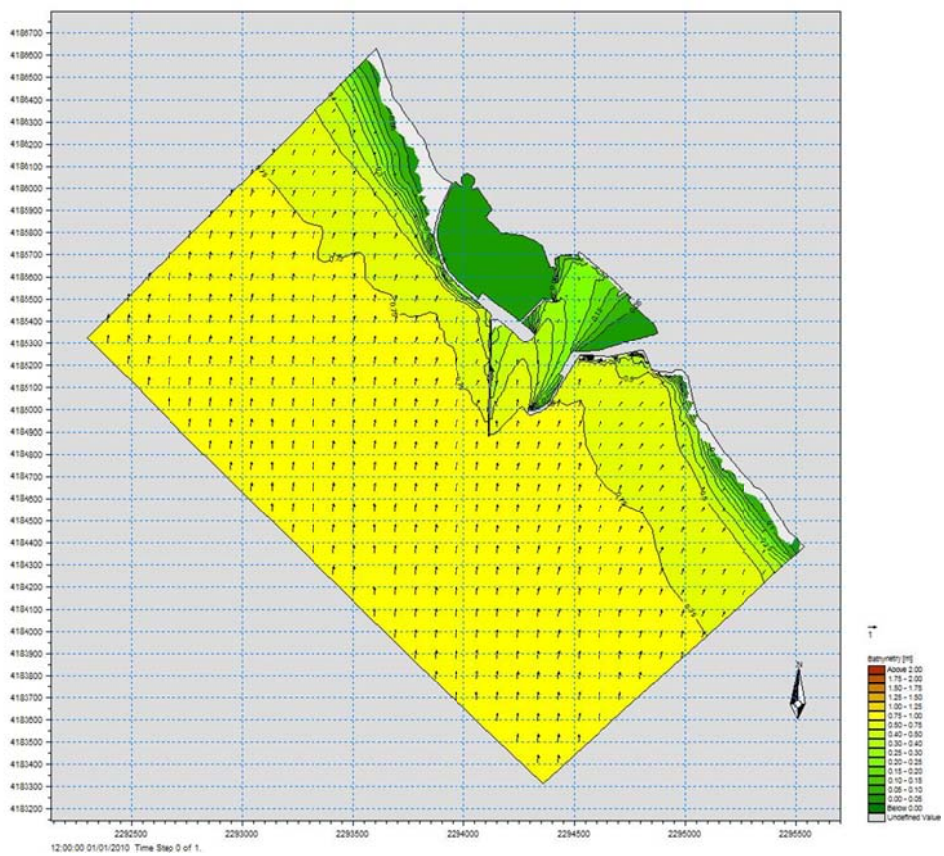 4186700
4186600
4186500
4186400
4186300
4186200
4186100
4186000
4185900
4185800
4185700
4185600
4185500
4185400
4185300
4185200
4185100
4185000
4184900
4184800
4184700
4184600
4184500
4184400
4184300
4184200
4184100
4184000
4183900
4183800
4183700
4183600
4183500
4183400
4183300
4183200
2292500 2293000 2293500 2294000 2294500 2295000 2295500
12:00:00 01/01/2010 Time Step 0 of 1.
1
N
Bathymetry [m]
Above 2.00
1.75 - 2.00
1.50 - 1.75
1.25 - 1.50
1.00 - 1.25
0.75 - 1.00
0.50 - 0.75
0.40 - 0.50
0.30 - 0.40
0.25 - 0.30
0.20 - 0.25
0.15 - 0.20
0.10 - 0.15
0.05 - 0.10
0.00 - 0.05
Below 0.00
Undefined Value